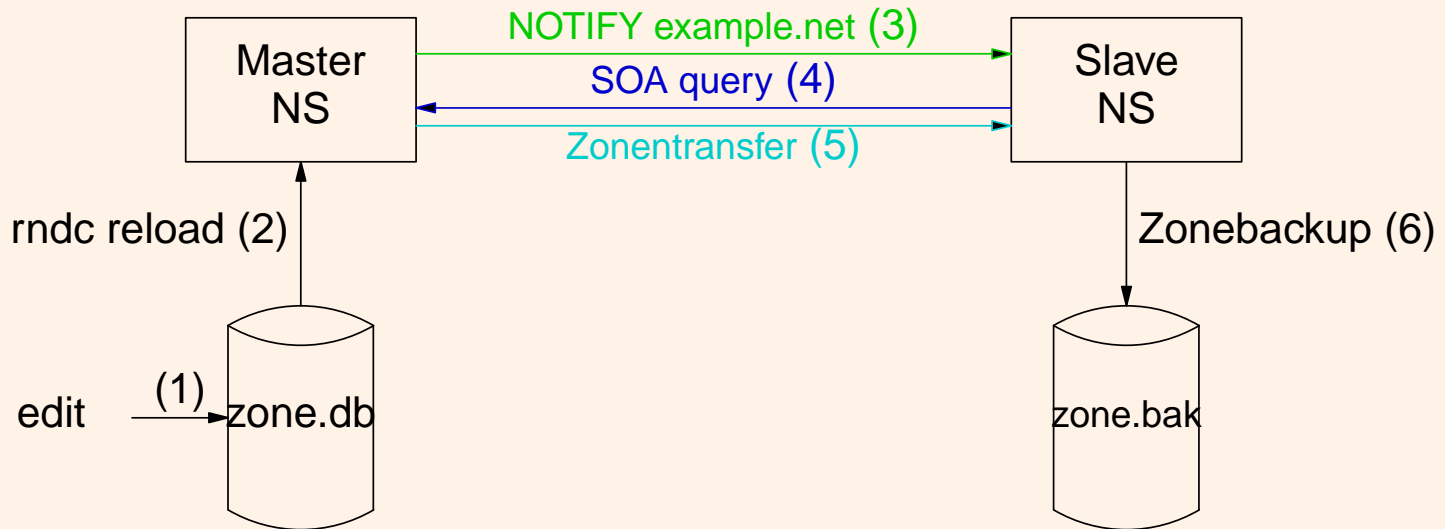 NOTIFY example.net (3)
Master
NS
SOA query (4)
Slave
NS
Zonentransfer (5)
rndc reload (2)
Zonebackup (6)
edit
(1)
zone.db
zone.bak